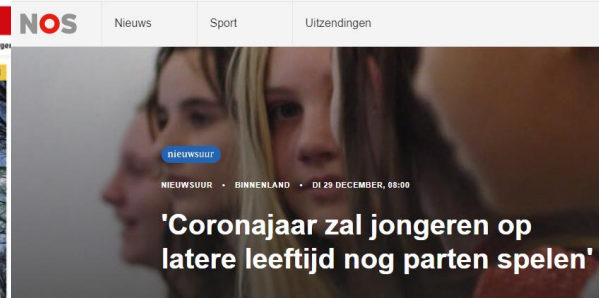 NOS Nieuws Sport Uitzendingen
nieuwsuur
NIEUWSUUR • BINNENLAND • DI 29 DECEMBER, 08:00
'Coronajaar zal jongeren op
latere leeftijd nog parten spelen'